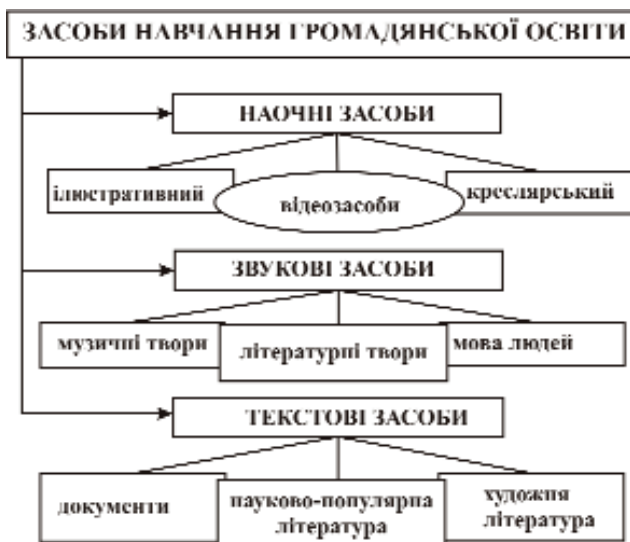 ЗАСОБИ НАВЧАННЯ ГРОМАДЯНСЬКОЇ ОСВІТИ
НАОЧНІ ЗАСОБИ
ілюстративний
відеозасоби
креслярський
ЗВУКОВІ ЗАСОБИ
музичні твори
літературні твори
мова людей
ТЕКСТОВІ ЗАСОБИ
документи
науково-популярна
література
художня
література